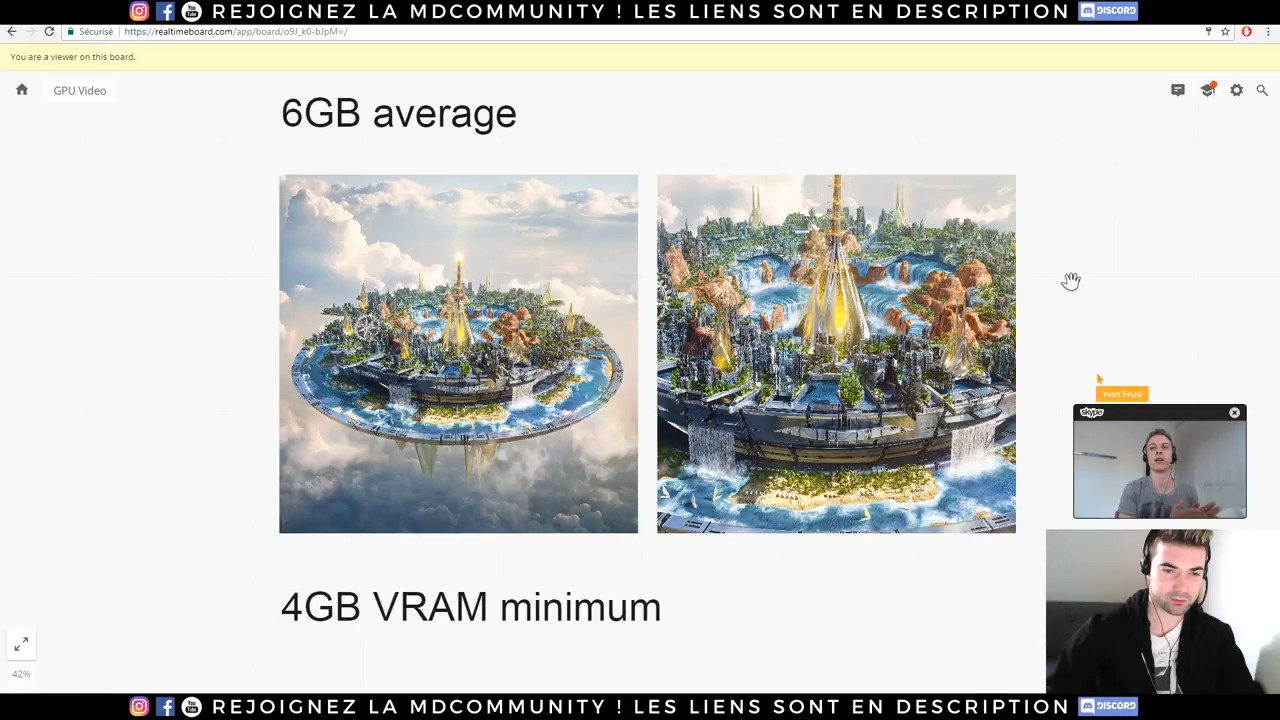 REJOIGNEZ LA MDCOMMUNITY ! LES LIENS SONT EN DESCRIPTION DISCORD
Sécurisé https://realtimeboard.com/app/board/o9J_k0-bJpM=/
You are a viewer on this board.
GPU Video
6GB average
Yvan Feusi
skype
4GB VRAM minimum
42%
REJOIGNEZ LA MDCOMMUNITY ! LES LIENS SONT EN DESCRIPTION DISCORD